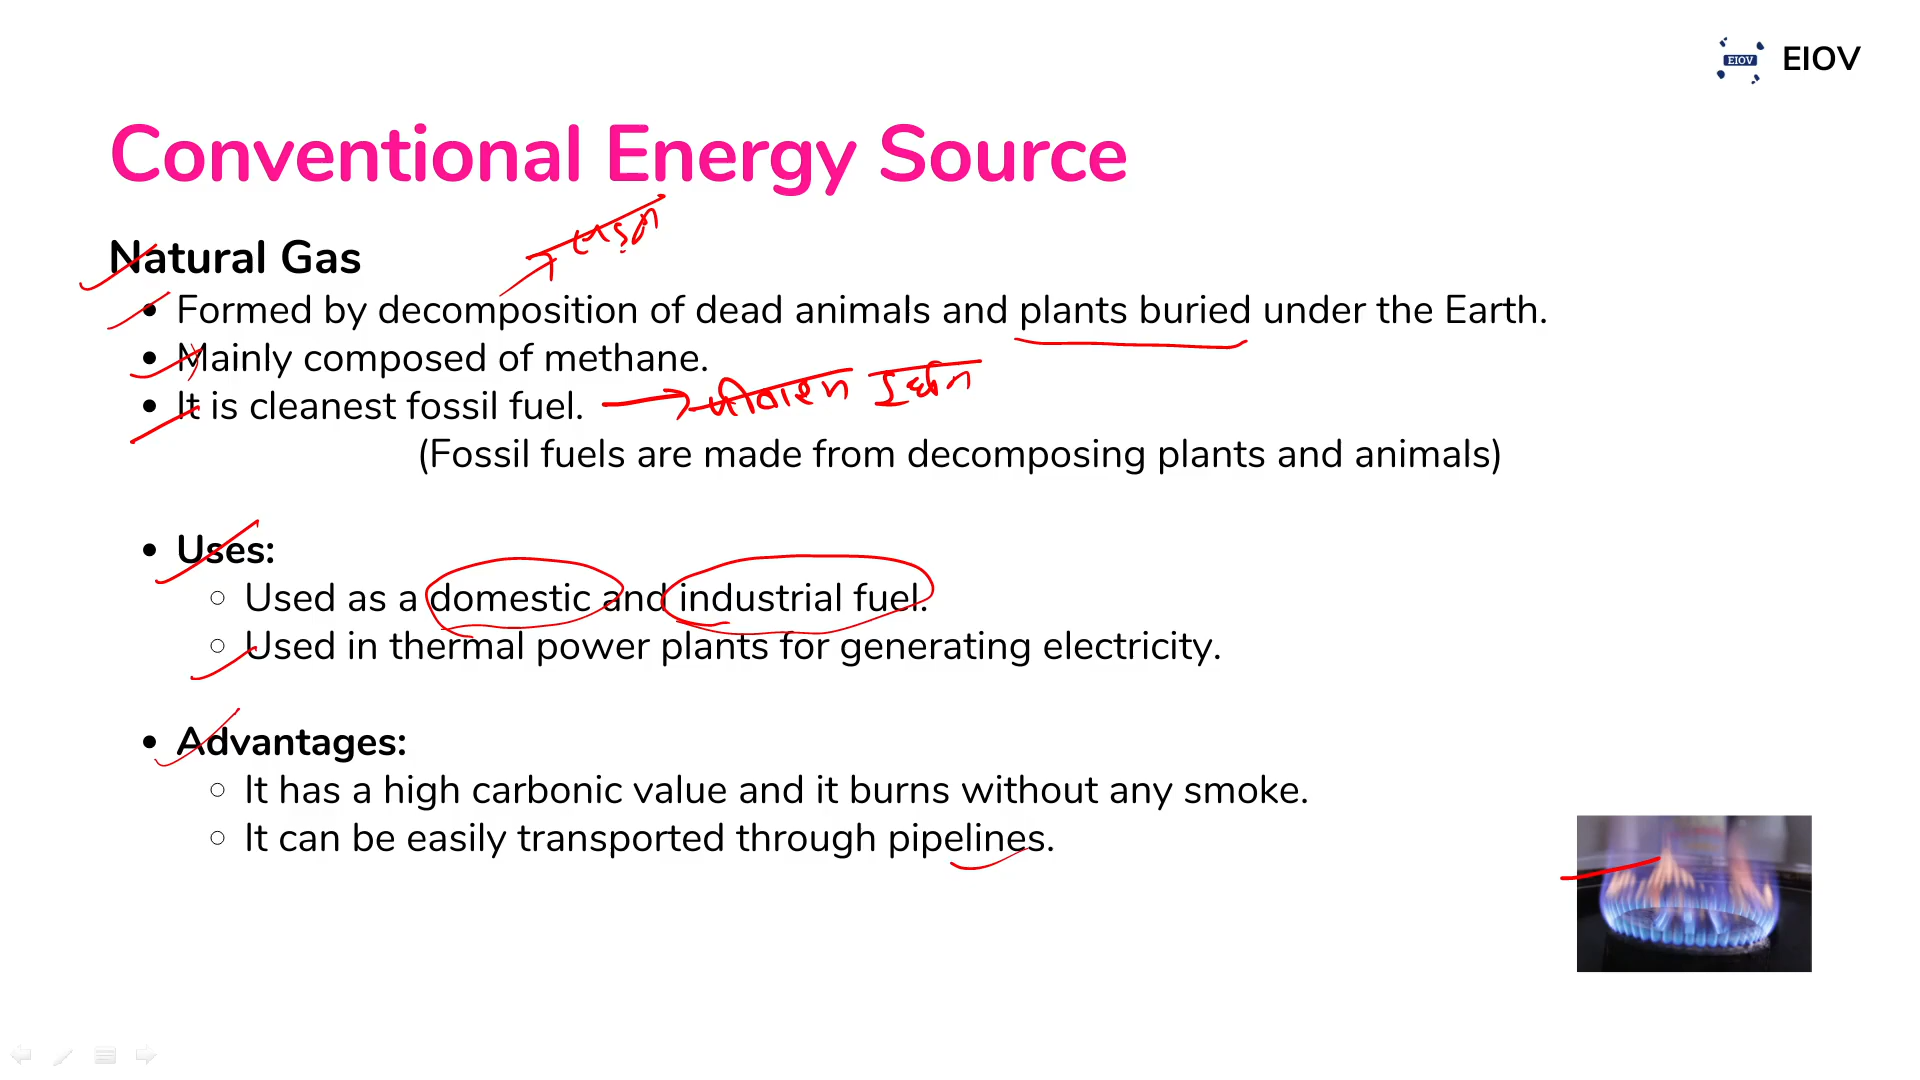 EIOV EIOV
Conventional Energy Source
Natural Gas
• Formed by decomposition of dead animals and plants buried under the Earth.
• Mainly composed of methane.
• It is cleanest fossil fuel.
(Fossil fuels are made from decomposing plants and animals)
• Uses:
○ Used as a domestic and industrial fuel.
○ Used in thermal power plants for generating electricity.
• Advantages:
○ It has a high carbonic value and it burns without any smoke.
○ It can be easily transported through pipelines.